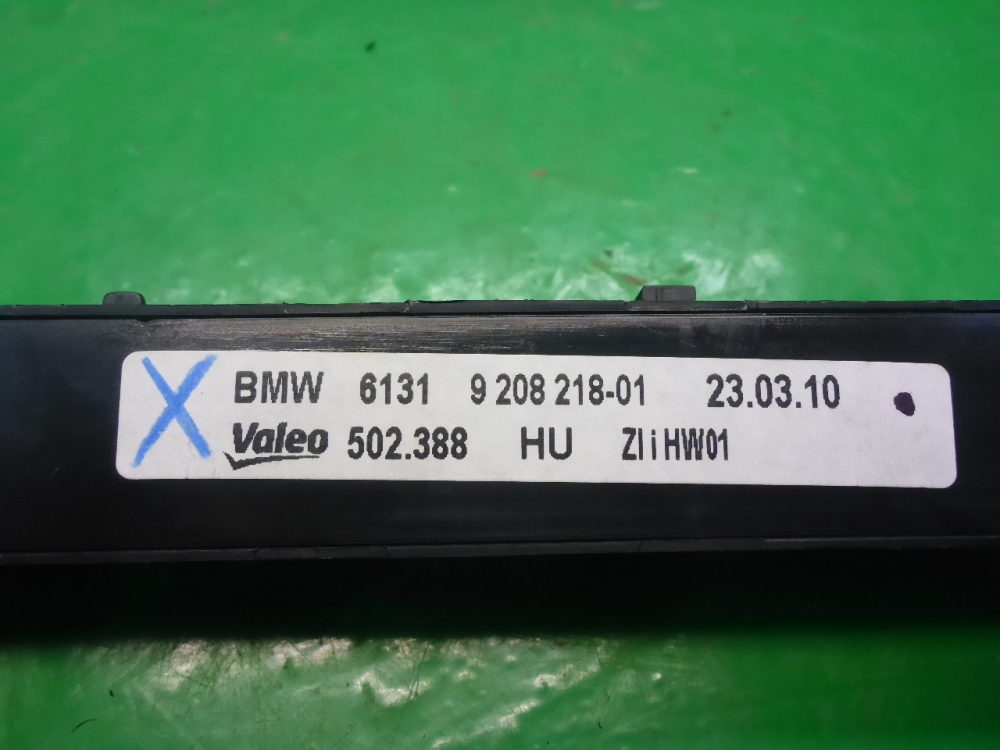 BMW 6131 9 208 218-01 23.03.10
Valeo 502.388 HU ZIiHW01